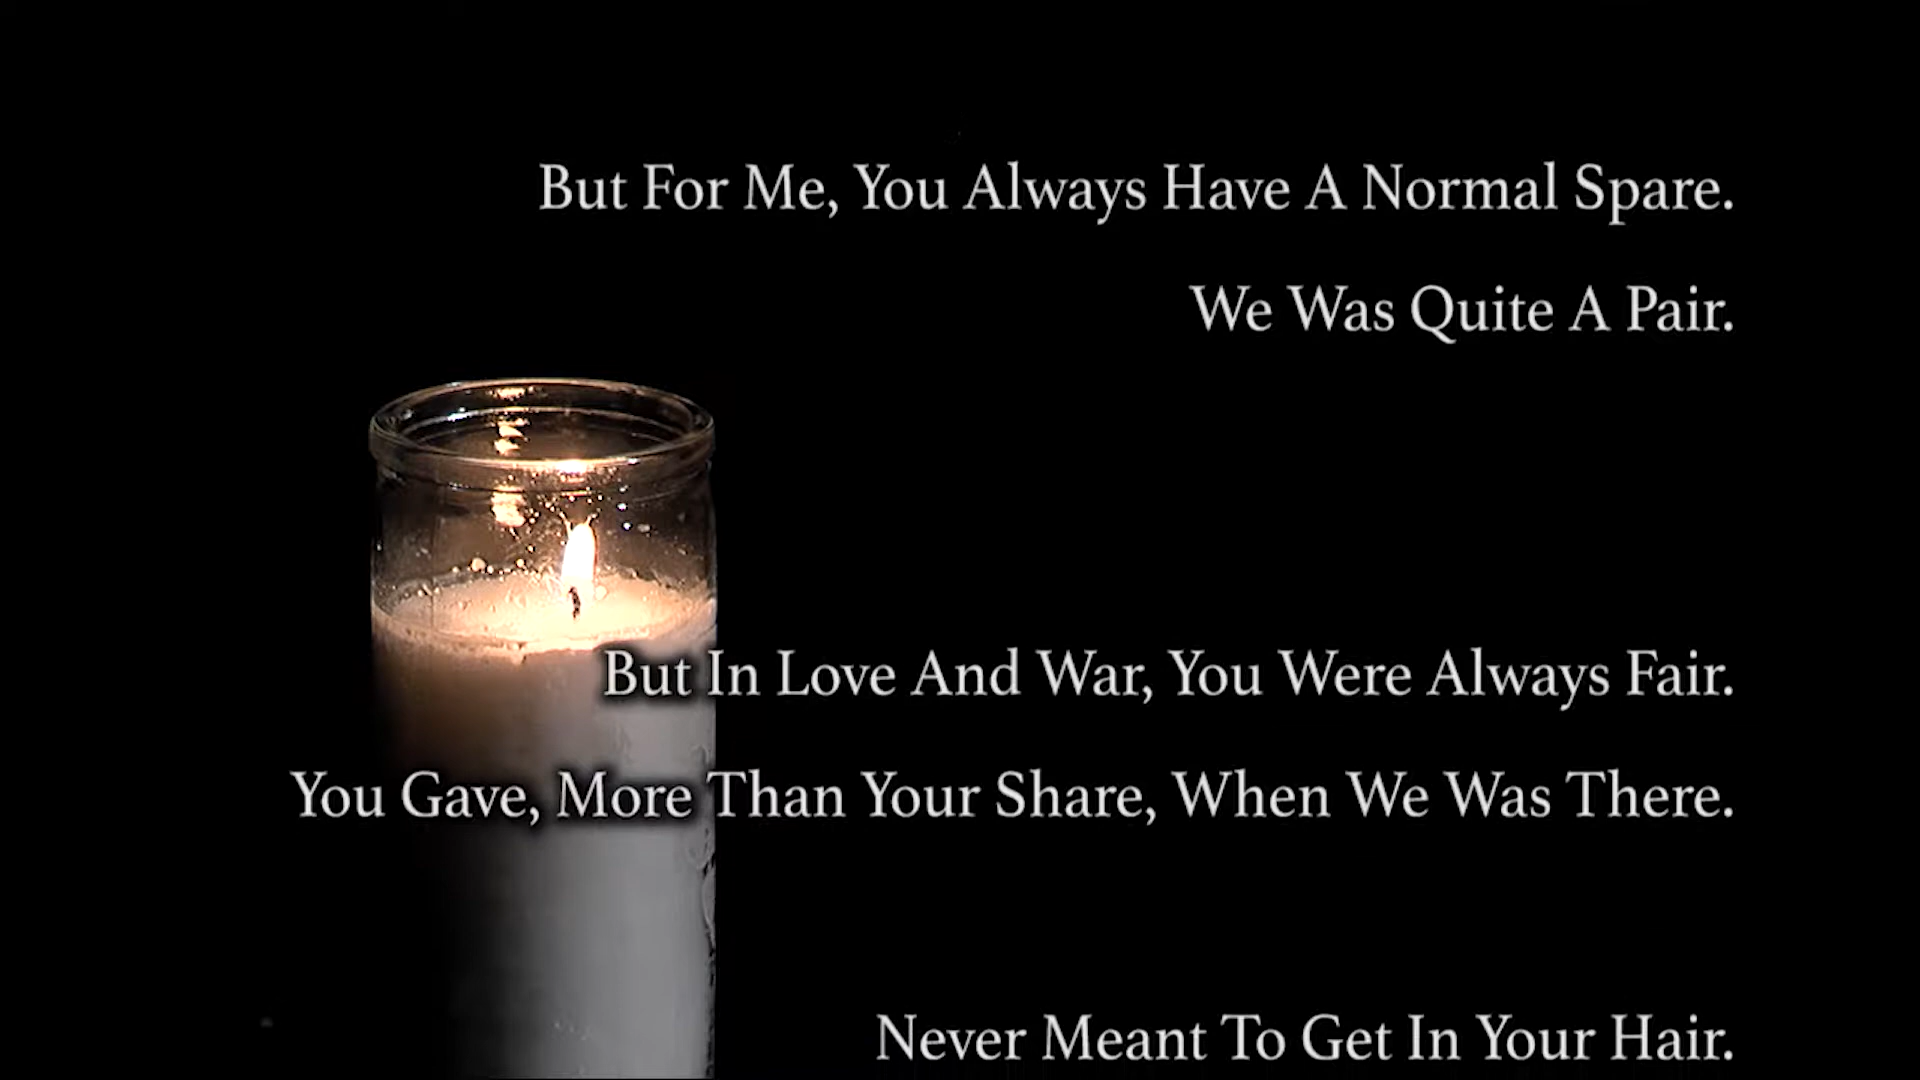 But For Me, You Always Have A Normal Spare.
We Was Quite A Pair.
But In Love And War, You Were Always Fair.
You Gave, More Than Your Share, When We Was There.
Never Meant To Get In Your Hair.